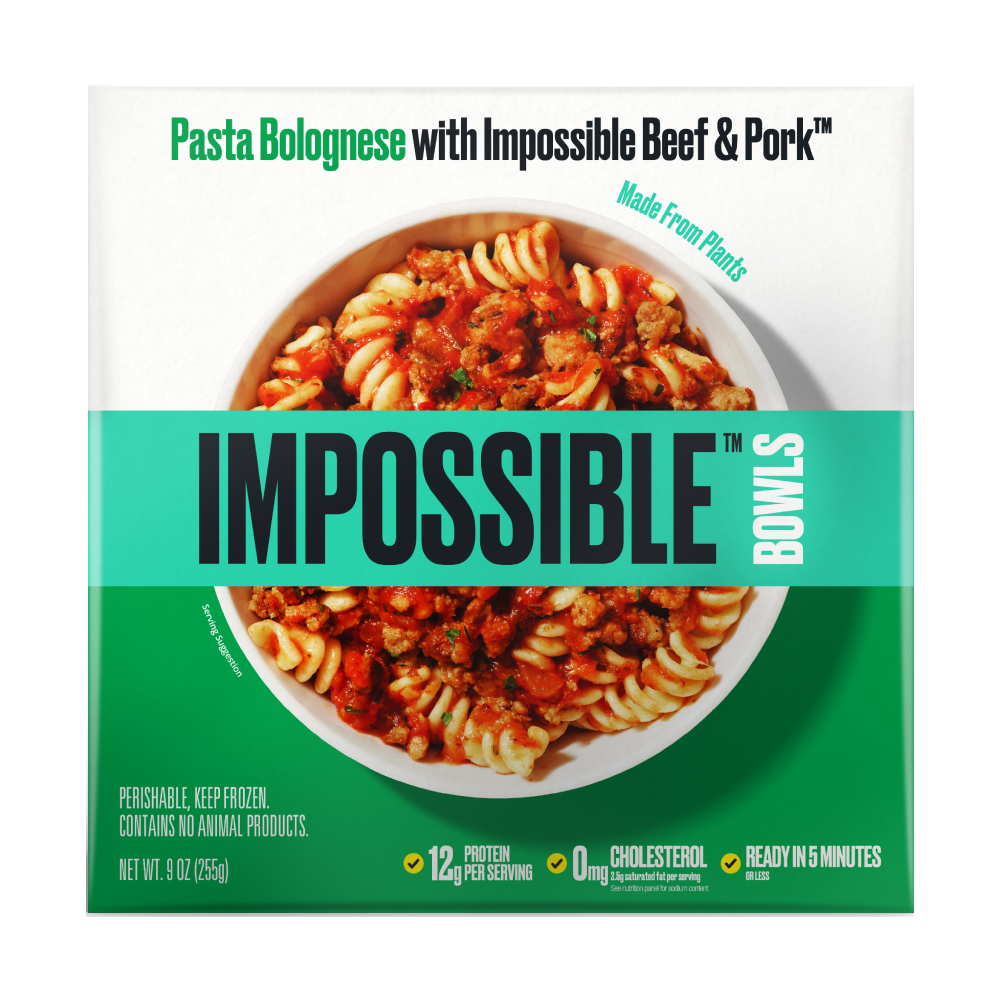 Pasta Bolognese with Impossible Beef & Pork™
Made From Plants
IMPOSSIBLE™
BOWLS
Serving Suggestion
PERISHABLE, KEEP FROZEN.
CONTAINS NO ANIMAL PRODUCTS.
NET WT. 9 OZ (255g)
12g PROTEIN
PER SERVING
0mg CHOLESTEROL
2.5g saturated fat per serving
See nutrition panel for sodium content
READY IN 5 MINUTES
OR LESS